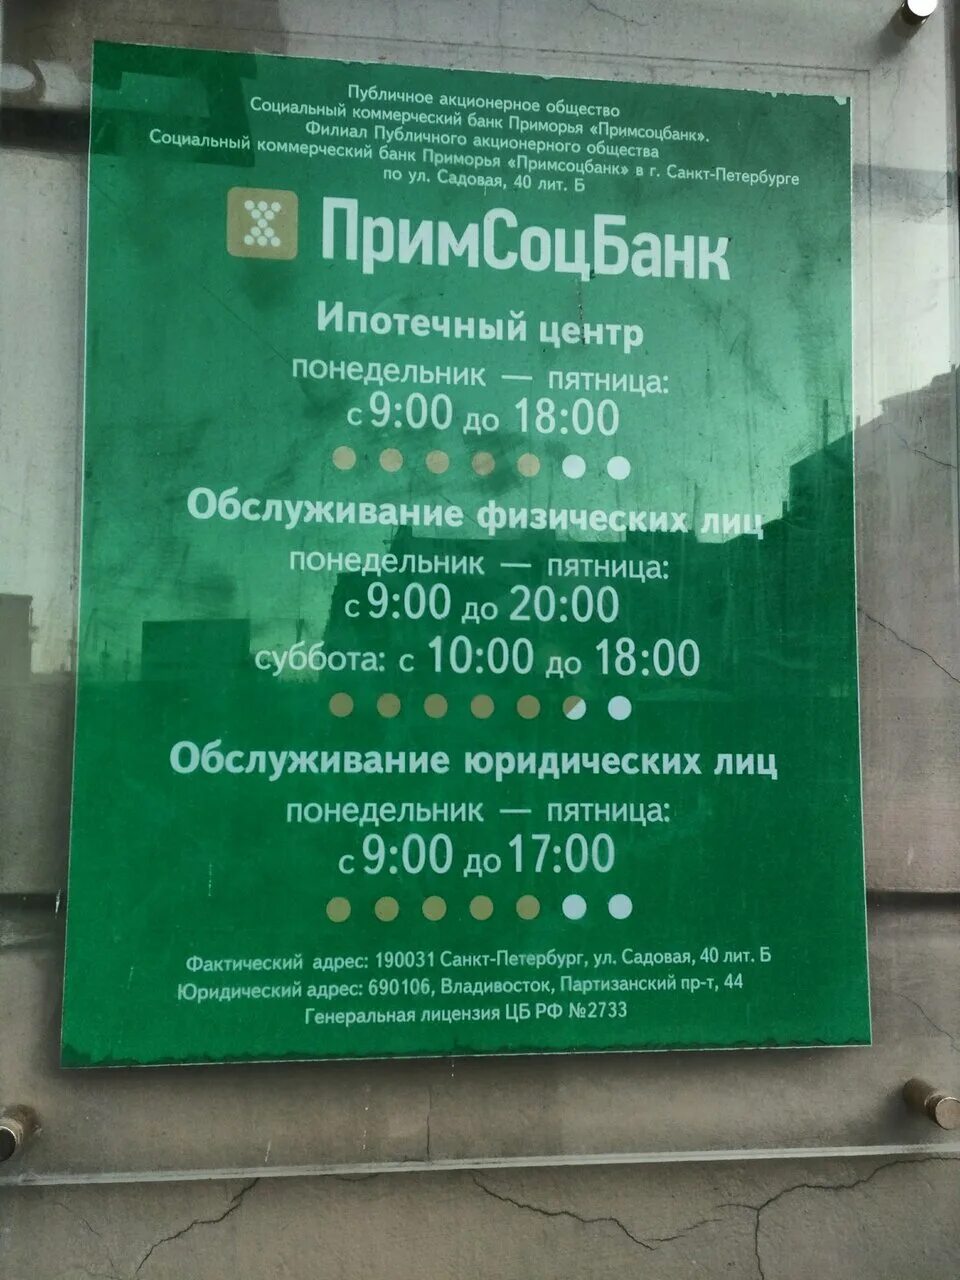 Публичное акционерное общество
Социальный коммерческий банк Приморья «Примсоцбанк».
Филиал Публичного акционерного общества
Социальный коммерческий банк Приморья «Примсоцбанк» в г. Санкт-Петербурге
по ул. Садовая, 40 лит. Б
ПримСоцБанк
Ипотечный центр
понедельник — пятница:
с 9:00 до 18:00
Обслуживание физических лиц
понедельник — пятница:
с 9:00 до 20:00
суббота: с 10:00 до 18:00
Обслуживание юридических лиц
понедельник — пятница:
с 9:00 до 17:00
Фактический адрес: 190031 Санкт-Петербург, ул. Садовая, 40 лит. Б
Юридический адрес: 690106, Владивосток, Партизанский пр-т, 44
Генеральная лицензия ЦБ РФ №2733